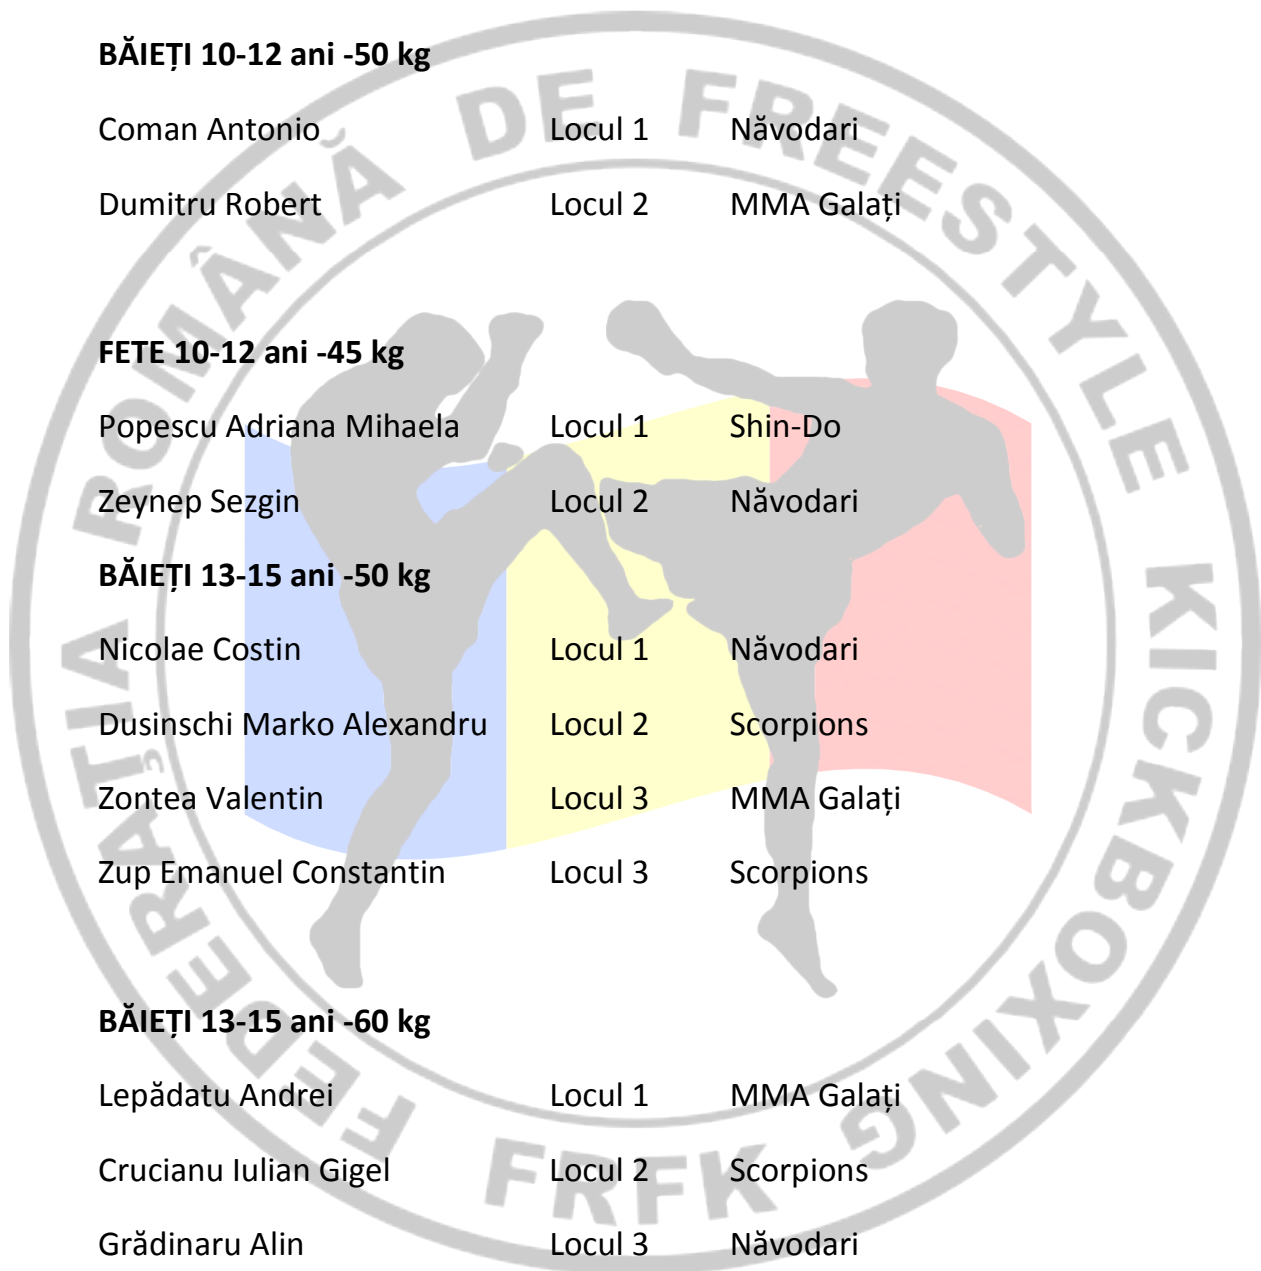 BĂIEȚI 10-12 ani -50 kg
Coman Antonio Locul 1 Năvodari
Dumitru Robert Locul 2 MMA Galați
FETE 10-12 ani -45 kg
Popescu Adriana Mihaela Locul 1 Shin-Do
Zeynep Sezgin Locul 2 Năvodari
BĂIEȚI 13-15 ani -50 kg
Nicolae Costin Locul 1 Năvodari
Dusinschi Marko Alexandru Locul 2 Scorpions
Zontea Valentin Locul 3 MMA Galați
Zup Emanuel Constantin Locul 3 Scorpions
BĂIEȚI 13-15 ani -60 kg
Lepădatu Andrei Locul 1 MMA Galați
Crucianu Iulian Gigel Locul 2 Scorpions
Grădinaru Alin Locul 3 Năvodari
FEDERAȚIA ROMÂNĂ DE FREESTYLE KICKBOXING
FRFK